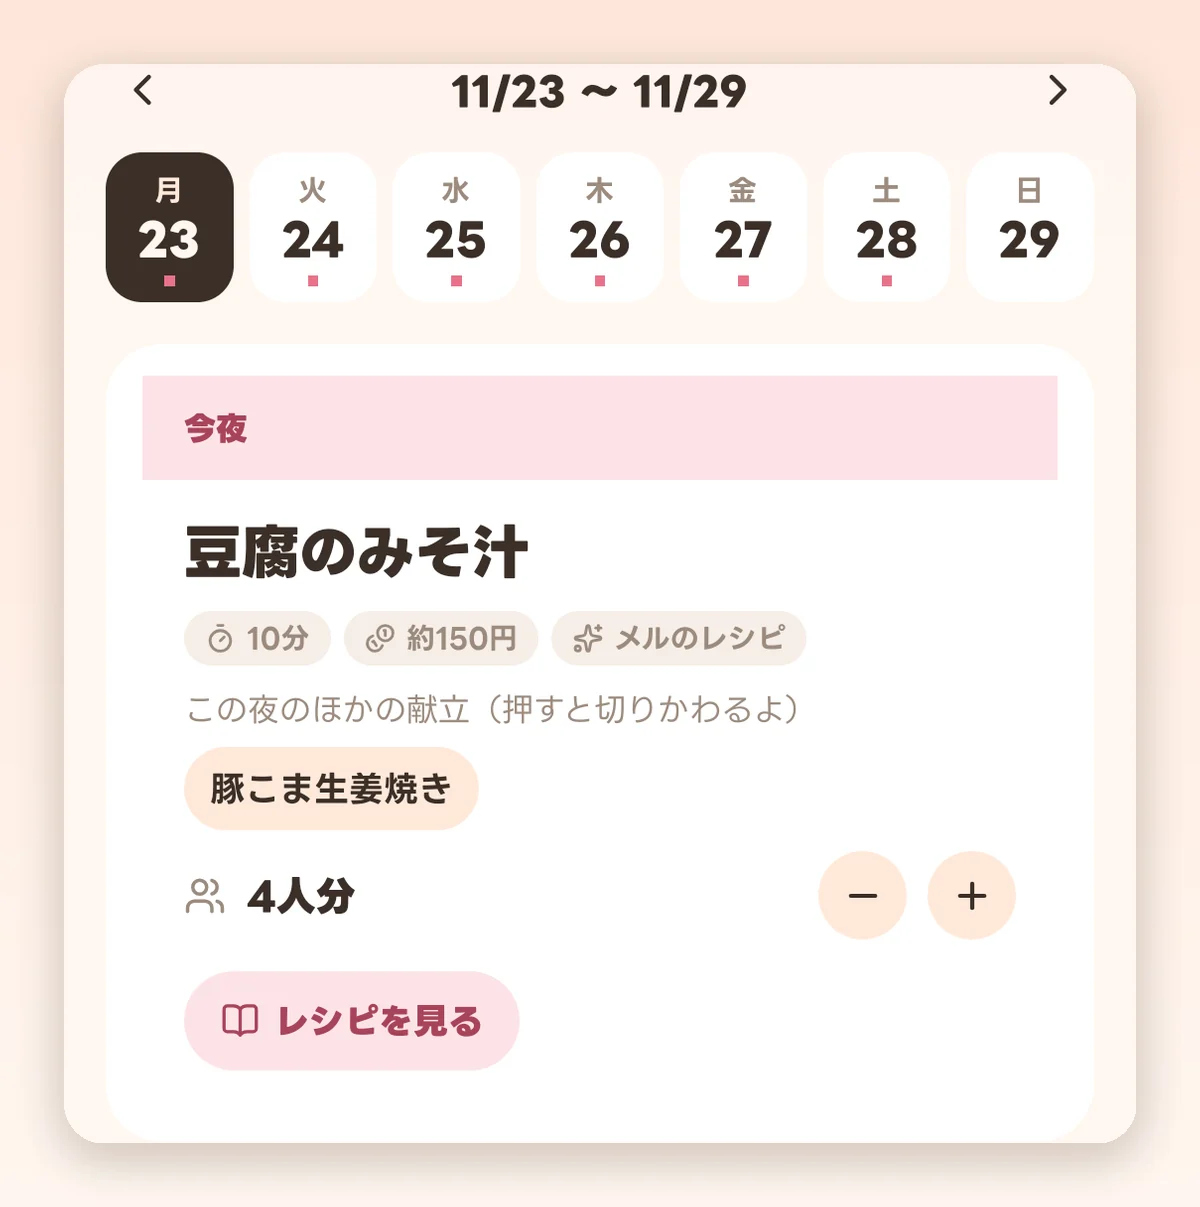 11/23 〜 11/29
月 火 水 木 金 土 日
23 24 25 26 27 28 29
今夜
豆腐のみそ汁
10分 約150円 メルのレシピ
この夜のほかの献立（押すと切りかわるよ）
豚こま生姜焼き
4人分
レシピを見る